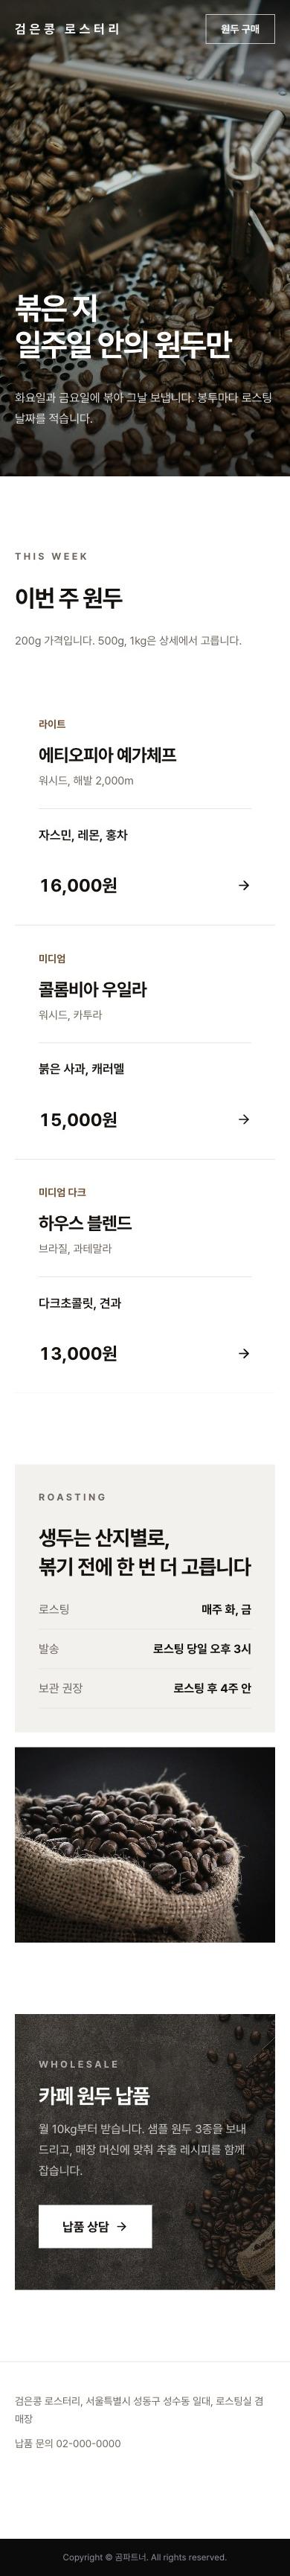 검은콩 로스터리
원두 구매
볶은 지
일주일 안의 원두만
화요일과 금요일에 볶아 그날 보냅니다. 봉투마다 로스팅
날짜를 적습니다.
THIS WEEK
이번 주 원두
200g 가격입니다. 500g, 1kg은 상세에서 고릅니다.
라이트
에티오피아 예가체프
워시드, 해발 2,000m
자스민, 레몬, 홍차
16,000원
미디엄
콜롬비아 우일라
워시드, 카투라
붉은 사과, 캐러멜
15,000원
미디엄 다크
하우스 블렌드
브라질, 과테말라
다크초콜릿, 견과
13,000원
ROASTING
생두는 산지별로,
볶기 전에 한 번 더 고릅니다
로스팅 매주 화, 금
발송 로스팅 당일 오후 3시
보관 권장 로스팅 후 4주 안
WHOLESALE
카페 원두 납품
월 10kg부터 받습니다. 샘플 원두 3종을 보내
드리고, 매장 머신에 맞춰 추출 레시피를 함께
잡습니다.
납품 상담
검은콩 로스터리, 서울특별시 성동구 성수동 일대, 로스팅실 겸
매장
납품 문의 02-000-0000
Copyright © 곰파트너. All rights reserved.